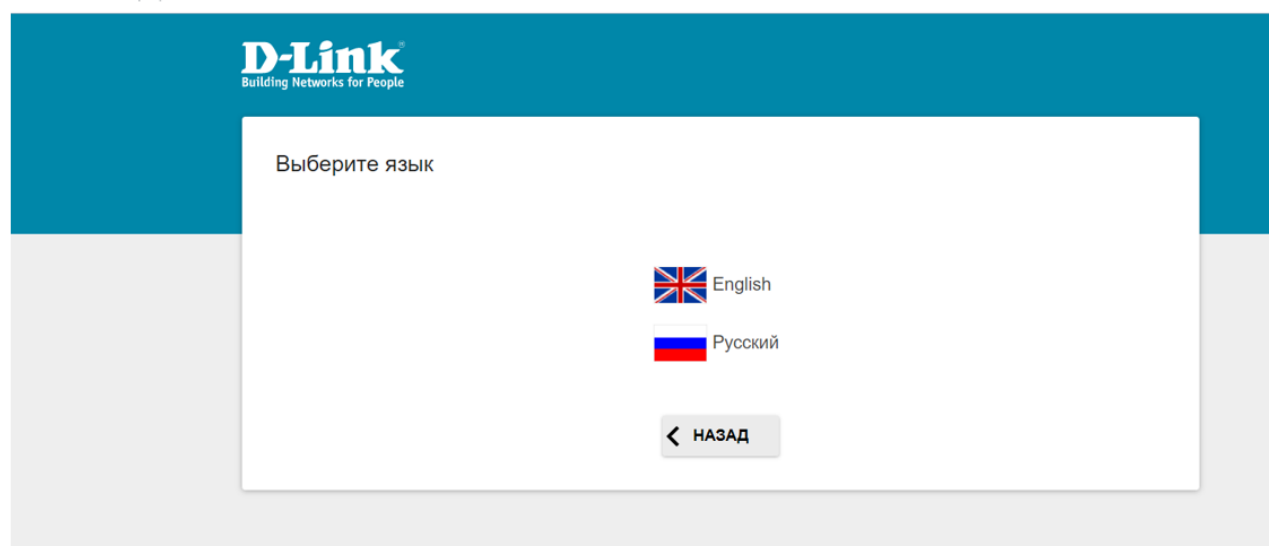 D-Link®
Building Networks for People
Выберите язык
English
Русский
НАЗАД